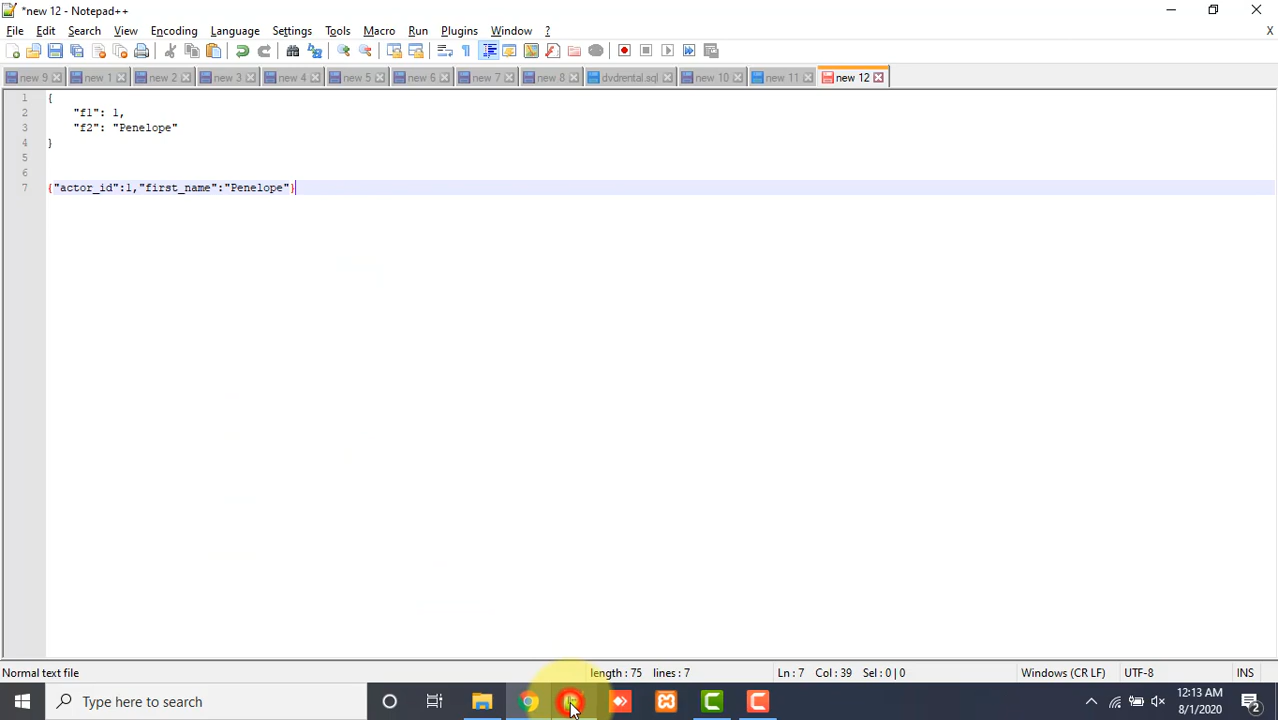 *new 12 - Notepad++
File Edit Search View Encoding Language Settings Tools Macro Run Plugins Window ? X
new 9 new 1 new 2 new 3 new 4 new 5 new 6 new 7 new 8 dvdrental.sql new 10 new 11 new 12
1 {
2 "f1": 1,
3 "f2": "Penelope"
4 }
5
6
7 {"actor_id":1,"first_name":"Penelope"}
Normal text file length : 75 lines : 7 Ln : 7 Col : 39 Sel : 0 | 0 Windows (CR LF) UTF-8 INS
Type here to search
12:13 AM
8/1/2020
2